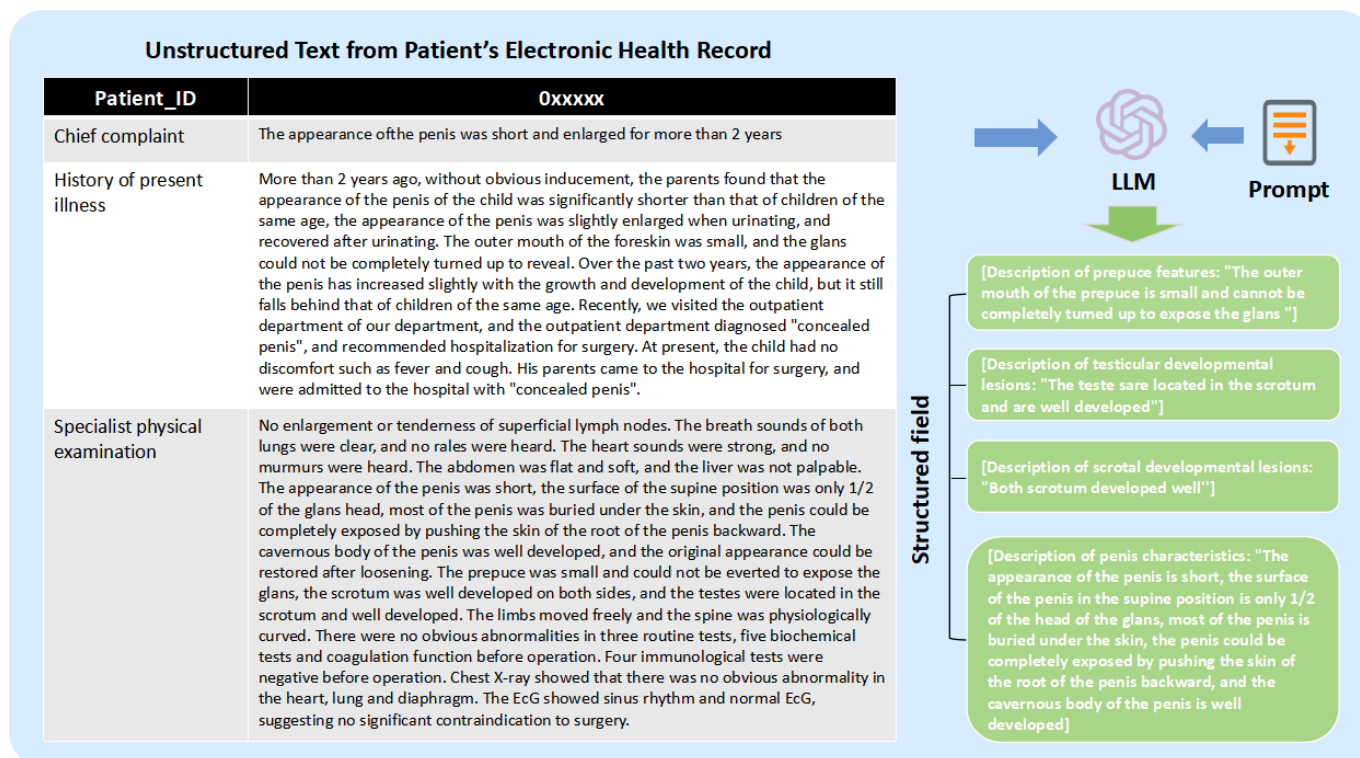 Unstructured Text from Patient's Electronic Health Record
Patient_ID
0xxxxx
Chief complaint
The appearance ofthe penis was short and enlarged for more than 2 years
History of present
illness
More than 2 years ago, without obvious inducement, the parents found that the
appearance of the penis of the child was significantly shorter than that of children of the
same age, the appearance of the penis was slightly enlarged when urinating, and
recovered after urinating. The outer mouth of the foreskin was small, and the glans
could not be completely turned up to reveal. Over the past two years, the appearance of
the penis has increased slightly with the growth and development of the child, but it still
falls behind that of children of the same age. Recently, we visited the outpatient
department of our department, and the outpatient department diagnosed "concealed
penis", and recommended hospitalization for surgery. At present, the child had no
discomfort such as fever and cough. His parents came to the hospital for surgery, and
were admitted to the hospital with "concealed penis".
Specialist physical
examination
No enlargement or tenderness of superficial lymph nodes. The breath sounds of both
lungs were clear, and no rales were heard. The heart sounds were strong, and no
murmurs were heard. The abdomen was flat and soft, and the liver was not palpable.
The appearance of the penis was short, the surface of the supine position was only 1/2
of the glans head, most of the penis was buried under the skin, and the penis could be
completely exposed by pushing the skin of the root of the penis backward. The
cavernous body of the penis was well developed, and the original appearance could be
restored after loosening. The prepuce was small and could not be everted to expose the
glans, the scrotum was well developed on both sides, and the testes were located in the
scrotum and well developed. The limbs moved freely and the spine was physiologically
curved. There were no obvious abnormalities in three routine tests, five biochemical
tests and coagulation function before operation. Four immunological tests were
negative before operation. Chest X-ray showed that there was no obvious abnormality in
the heart, lung and diaphragm. The EcG showed sinus rhythm and normal EcG,
suggesting no significant contraindication to surgery.
LLM
Prompt
Structured field
[Description of prepuce features: "The outer
mouth of the prepuce is small and cannot be
completely turned up to expose the glans "]
[Description of testicular developmental
lesions: "The teste sare located in the scrotum
and are well developed"]
[Description of scrotal developmental lesions:
"Both scrotum developed well"]
[Description of penis characteristics: "The
appearance of the penis is short, the surface
of the penis in the supine position is only 1/2
of the head of the glans, most of the penis is
buried under the skin, the penis could be
completely exposed by pushing the skin of
the root of the penis backward, and the
cavernous body of the penis is well
developed]